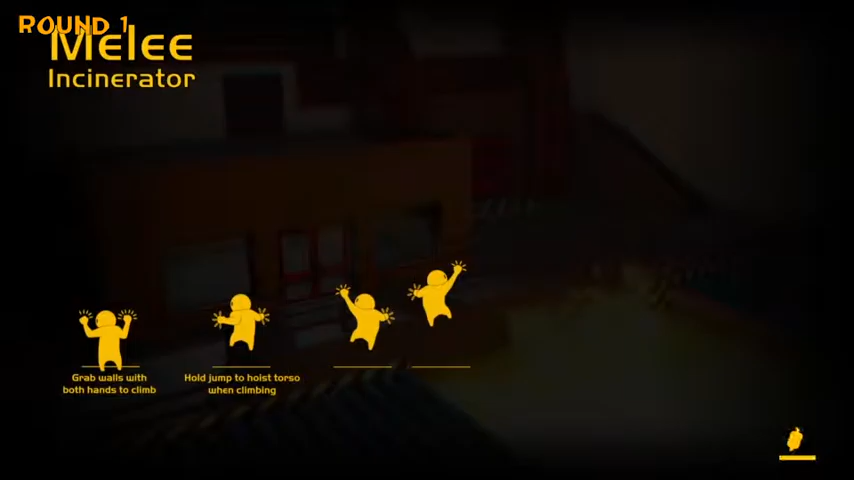 ROUND 1
Melee
Incinerator
Grab walls with
both hands to climb
Hold jump to hoist torso
when climbing